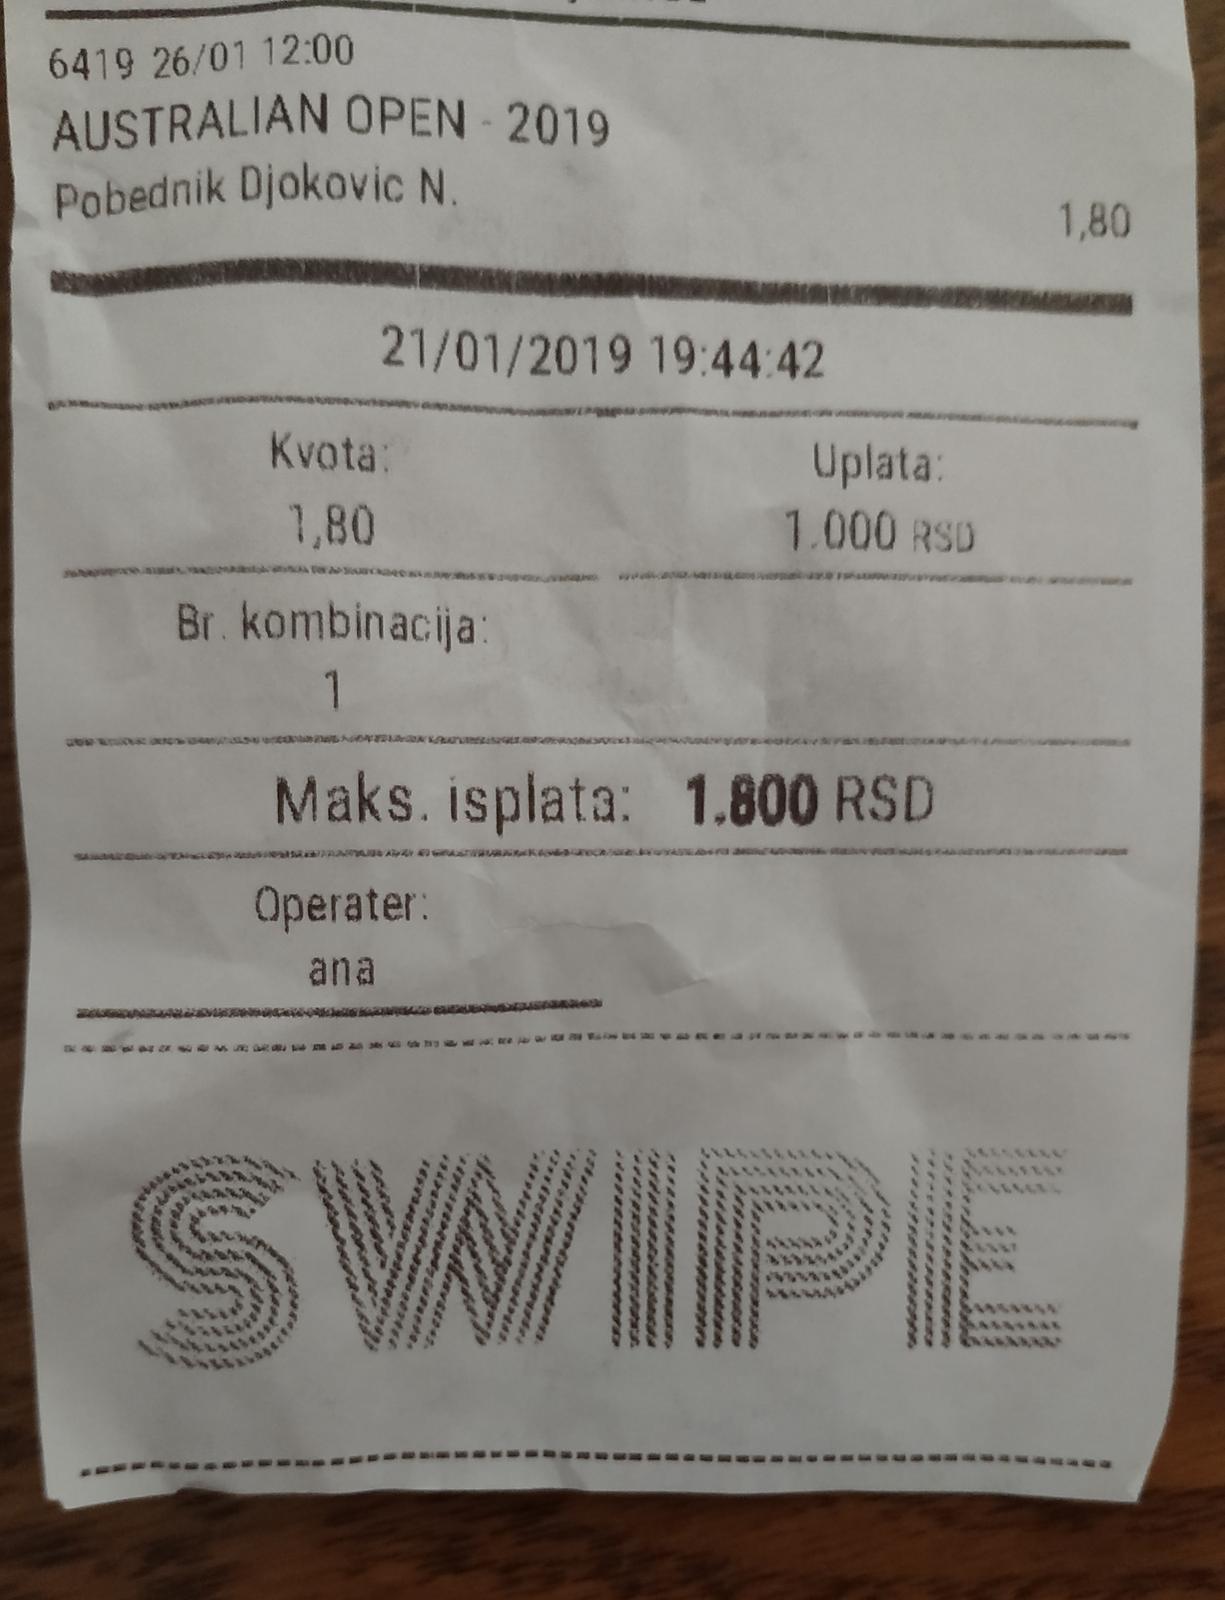 6419 26/01 12:00
AUSTRALIAN OPEN - 2019
Pobednik Djokovic N.
1,80
21/01/2019 19:44:42
Kvota: Uplata:
1,80 1.000 RSD
Br. kombinacija:
1
Maks. isplata: 1.800 RSD
Operater:
ana
SWIPE